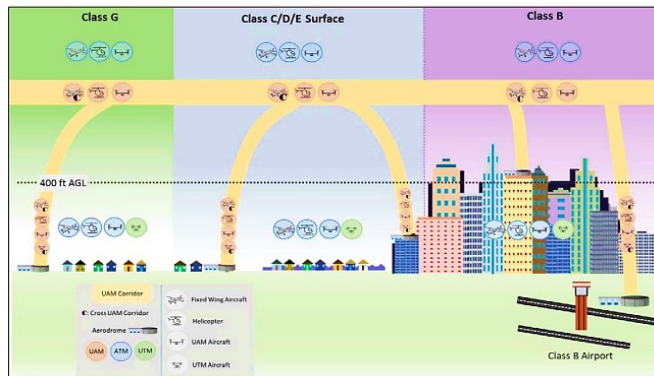 Class G
Class C/D/E Surface
Class B
400 ft AGL
UAM Corridor
Cross UAM Corridor
Aerodrome
UAM
ATM
UTM
Fixed Wing Aircraft
Helicopter
UAM Aircraft
UTM Aircraft
Class B Airport